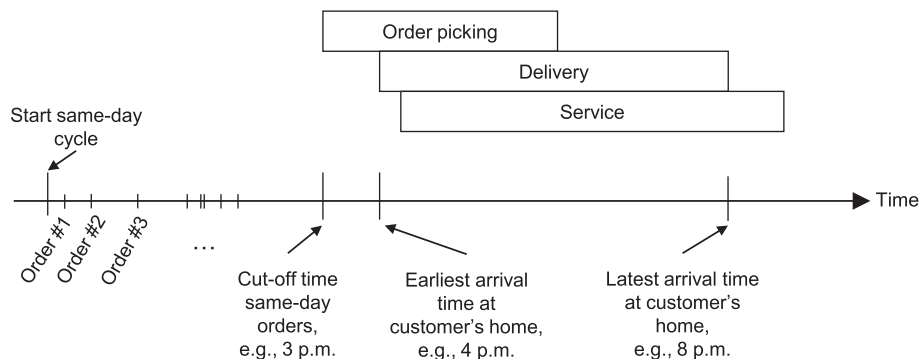 Order picking
Delivery
Service
Start same-day
cycle
Time
Order #1
Order #2
Order #3
...
Cut-off time
same-day
orders,
e.g., 3 p.m.
Earliest arrival
time at
customer's home,
e.g., 4 p.m.
Latest arrival time
at customer's
home,
e.g., 8 p.m.